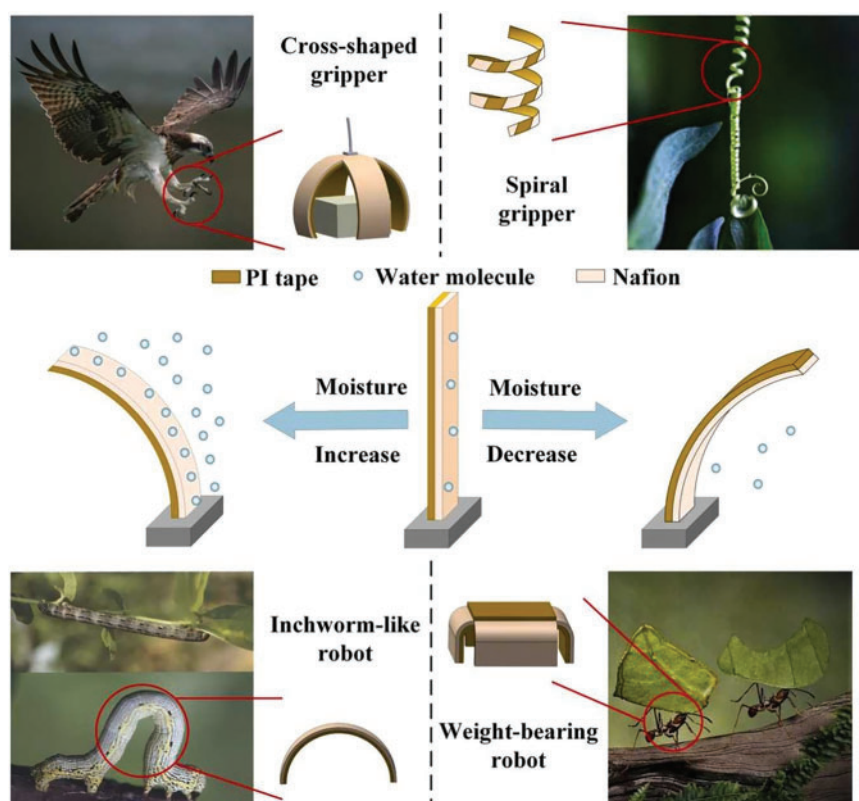 Cross-shaped
gripper
Spiral
gripper
PI tape
Water molecule
Nafion
Moisture
Increase
Moisture
Decrease
Inchworm-like
robot
Weight-bearing
robot